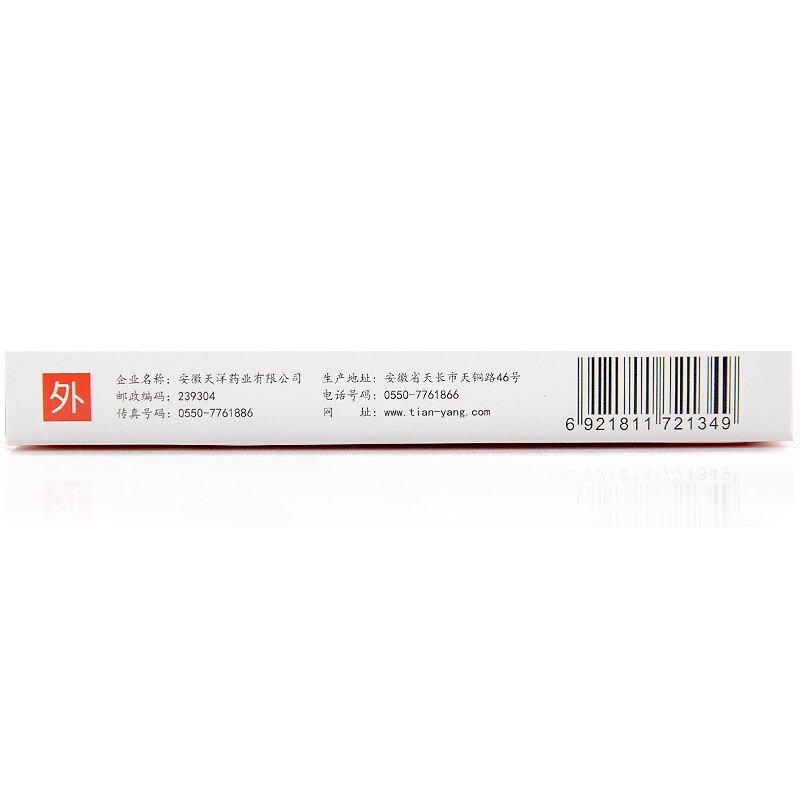 外
企业名称：安徽天洋药业有限公司
邮政编码：239304
传真号码：0550-7761886
生产地址：安徽省天长市天铜路46号
电话号码：0550-7761866
网　　址：www.tian-yang.com
6 921811 721349